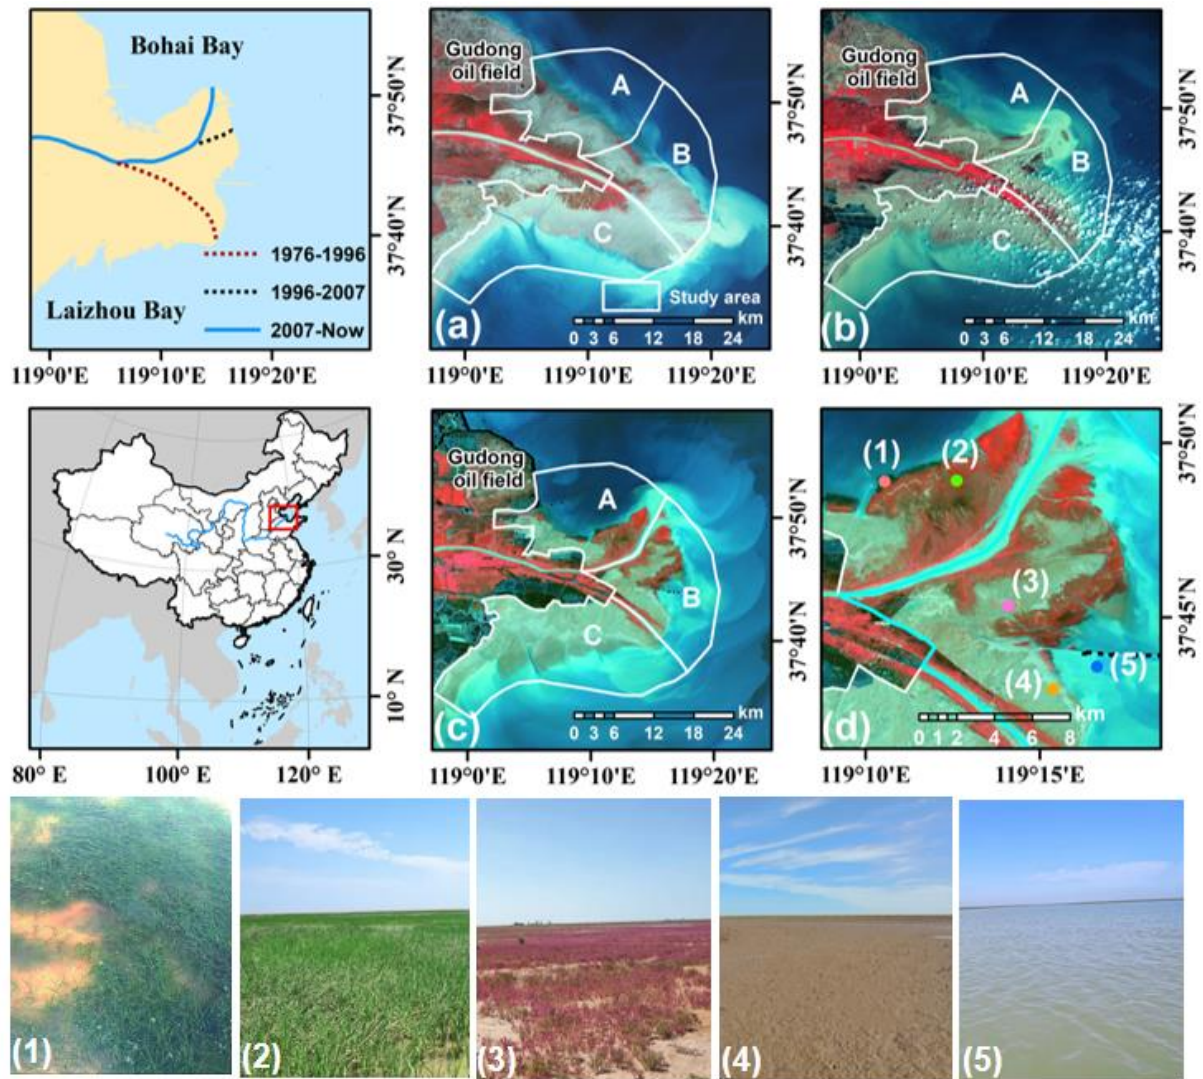 Bohai Bay
Laizhou Bay
1976-1996
1996-2007
2007-Now
37°50'N
37°40'N
119°0'E 119°10'E 119°20'E
Gudong
oil field
A
B
C
Study area
(a)
km
0 3 6 12 18 24
37°50'N
37°40'N
119°0'E 119°10'E 119°20'E
Gudong
oil field
A
B
C
(b)
km
0 3 6 12 18 24
37°50'N
37°40'N
119°0'E 119°10'E 119°20'E
30°N
10°N
80° E 100° E 120° E
Gudong
oil field
A
B
C
(c)
km
0 3 6 12 18 24
37°50'N
37°40'N
119°0'E 119°10'E 119°20'E
(1)
(2)
(3)
(4)
(5)
(d)
km
0 1 2 4 6 8
37°50'N
37°45'N
119°10'E 119°15'E
(1)
(2)
(3)
(4)
(5)